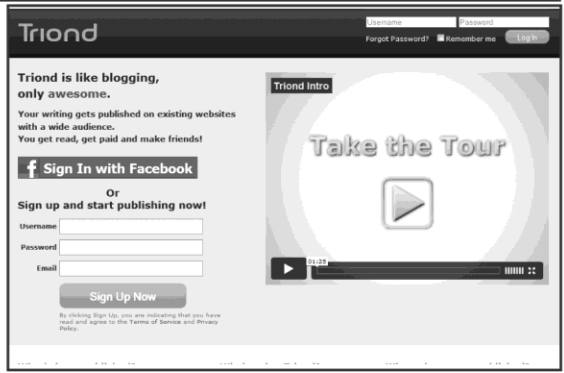 Username Password
Triond
Forgot Password? Remember me Log In
Triond is like blogging,
only awesome.
Your writing gets published on existing websites
with a wide audience.
You get read, get paid and make friends!
f Sign In with Facebook
Or
Sign up and start publishing now!
Username
Password
Email
Sign Up Now
By clicking Sign Up, you are indicating that you have
read and agree to the Terms of Service and Privacy
Policy.
Triond Intro
Take the Tour
01:25